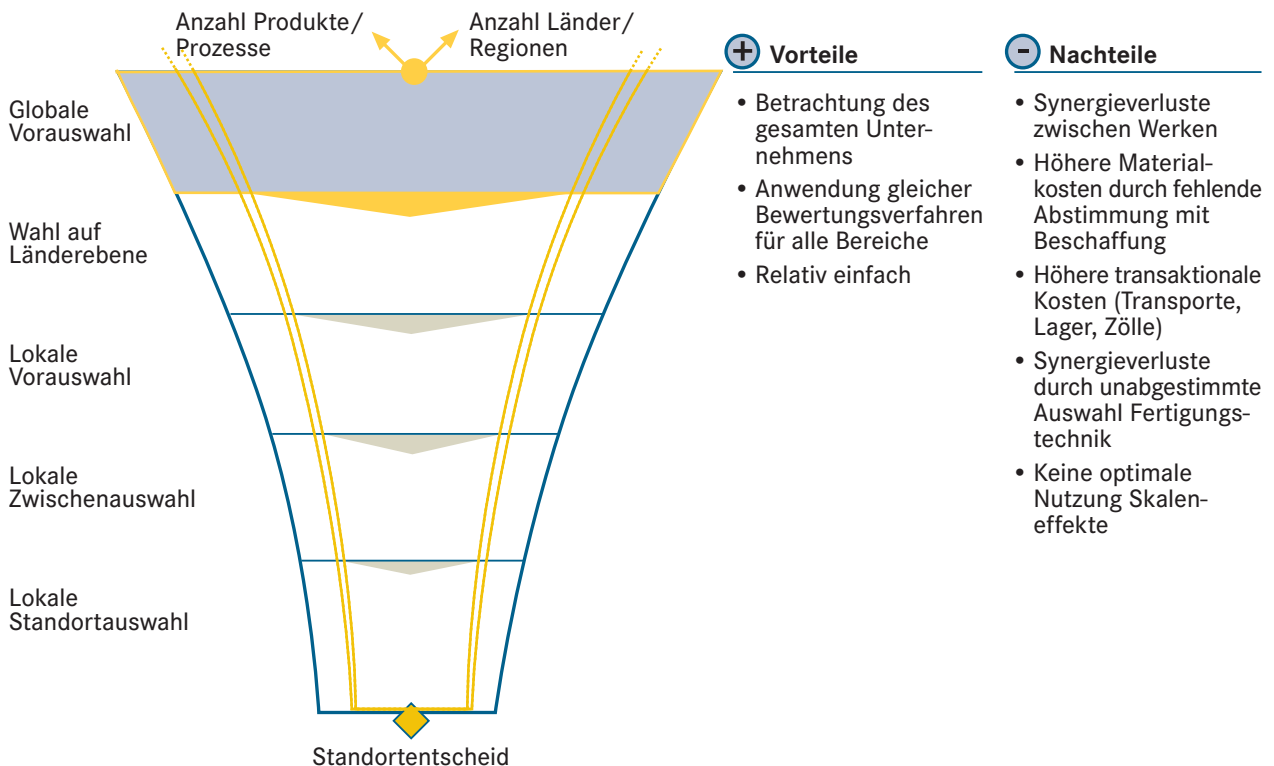 Anzahl Produkte/
Prozesse
Anzahl Länder/
Regionen
Globale
Vorauswahl
Wahl auf
Länderebene
Lokale
Vorauswahl
Lokale
Zwischenauswahl
Lokale
Standortauswahl
Standortentscheid
+ Vorteile
• Betrachtung des
gesamten Unter-
nehmens
• Anwendung gleicher
Bewertungsverfahren
für alle Bereiche
• Relativ einfach
- Nachteile
• Synergieverluste
zwischen Werken
• Höhere Material-
kosten durch fehlende
Abstimmung mit
Beschaffung
• Höhere transaktionale
Kosten (Transporte,
Lager, Zölle)
• Synergieverluste
durch unabgestimmte
Auswahl Fertigungs-
technik
• Keine optimale
Nutzung Skalen-
effekte